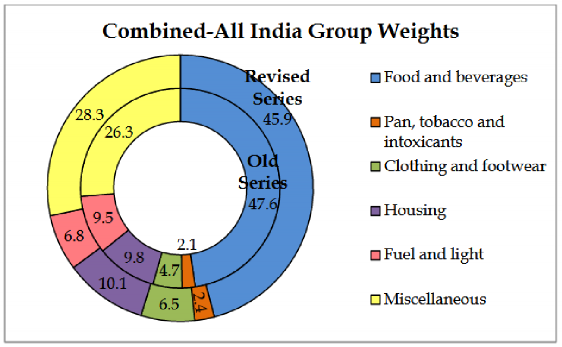 Combined-All India Group Weights
Revised
Series
45.9
Old
Series
47.6
28.3
26.3
9.5
6.8
9.8
10.1
4.7
6.5
2.1
2.4
Food and beverages
Pan, tobacco and
intoxicants
Clothing and footwear
Housing
Fuel and light
Miscellaneous